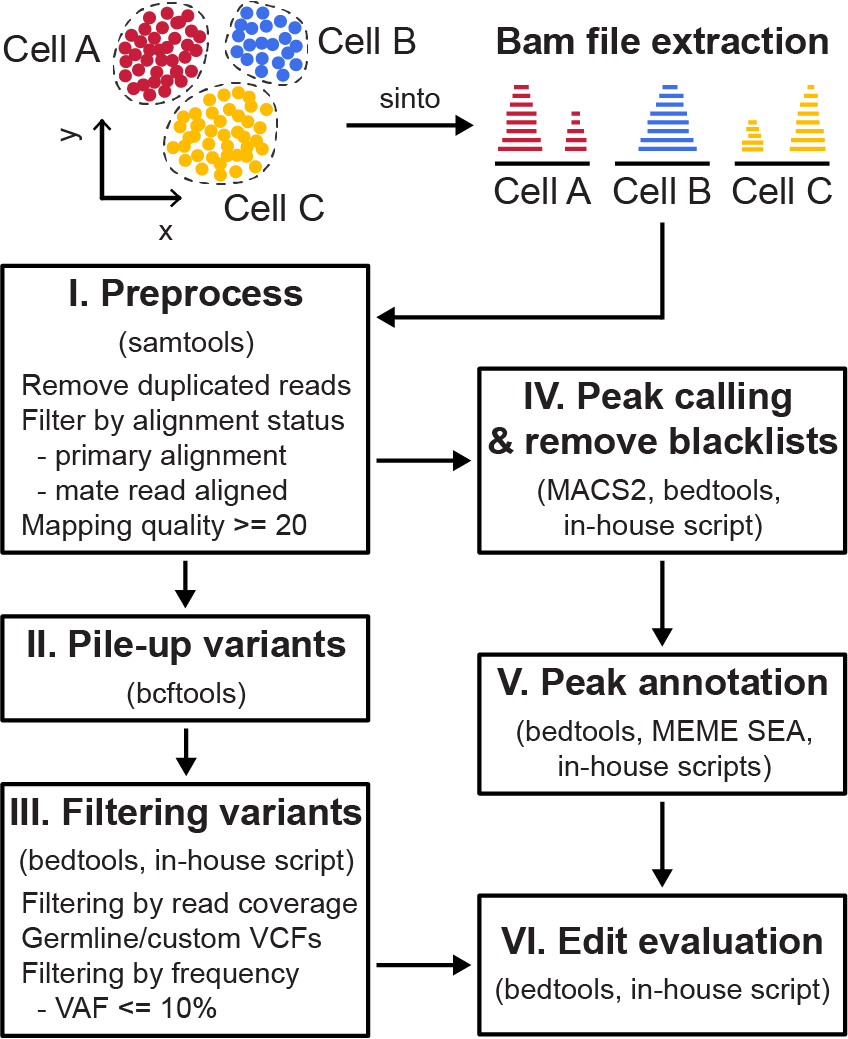 Cell A
Cell B
Cell C
y
x
sinto
Bam file extraction
Cell A
Cell B
Cell C
I. Preprocess
(samtools)
Remove duplicated reads
Filter by alignment status
- primary alignment
- mate read aligned
Mapping quality >= 20
II. Pile-up variants
(bcftools)
III. Filtering variants
(bedtools, in-house script)
Filtering by read coverage
Germline/custom VCFs
Filtering by frequency
- VAF <= 10%
IV. Peak calling
& remove blacklists
(MACS2, bedtools,
in-house script)
V. Peak annotation
(bedtools, MEME SEA,
in-house scripts)
VI. Edit evaluation
(bedtools, in-house script)